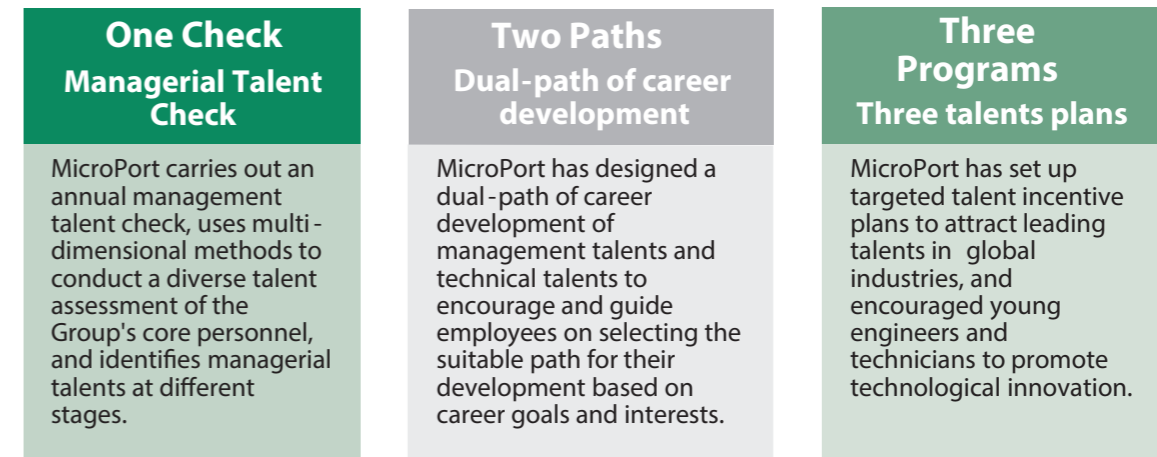 One Check
Managerial Talent
Check
MicroPort carries out an
annual management
talent check, uses multi-
dimensional methods to
conduct a diverse talent
assessment of the
Group's core personnel,
and identifies managerial
talents at different
stages.
Two Paths
Dual-path of career
development
MicroPort has designed a
dual-path of career
development of
management talents and
technical talents to
encourage and guide
employees on selecting the
suitable path for their
development based on
career goals and interests.
Three
Programs
Three talents plans
MicroPort has set up
targeted talent incentive
plans to attract leading
talents in global
industries, and
encouraged young
engineers and
technicians to promote
technological innovation.